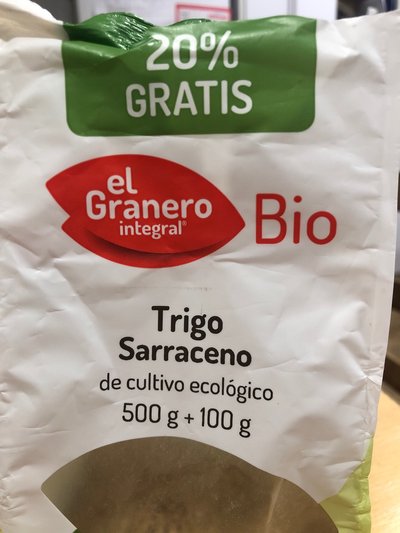 20%
GRATIS
el
Granero
integral®
Bio
Trigo
Sarraceno
de cultivo ecológico
500 g + 100 g